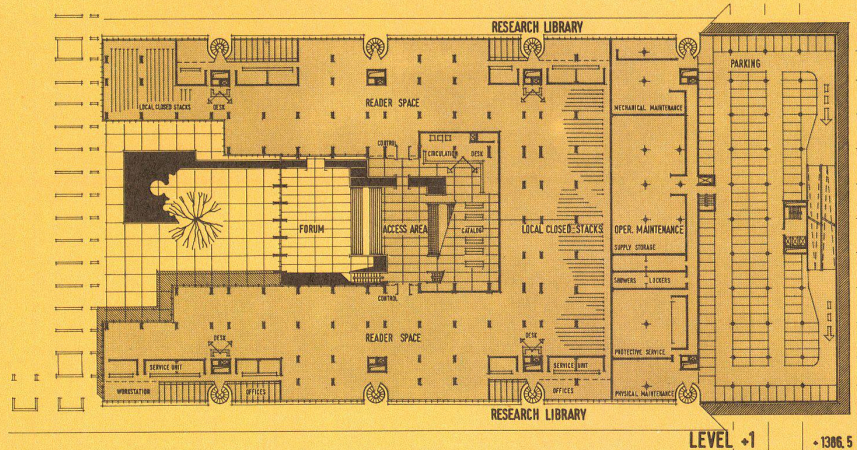 RESEARCH LIBRARY
PARKING
LOCAL CLOSED STACKS
DESK
READER SPACE
MECHANICAL MAINTENANCE
CONTROL
CIRCULATION DESK
FORUM
ACCESS AREA
CATALOG
LOCAL CLOSED STACKS
OPER. MAINTENANCE
SUPPLY STORAGE
SHOWERS LOCKERS
CONTROL
DESK
READER SPACE
DESK
PROTECTIVE SERVICE
SERVICE UNIT
SERVICE UNIT
WORKSTATION
OFFICES
OFFICES
PHYSICAL MAINTENANCE
RESEARCH LIBRARY
LEVEL +1
+1386,5